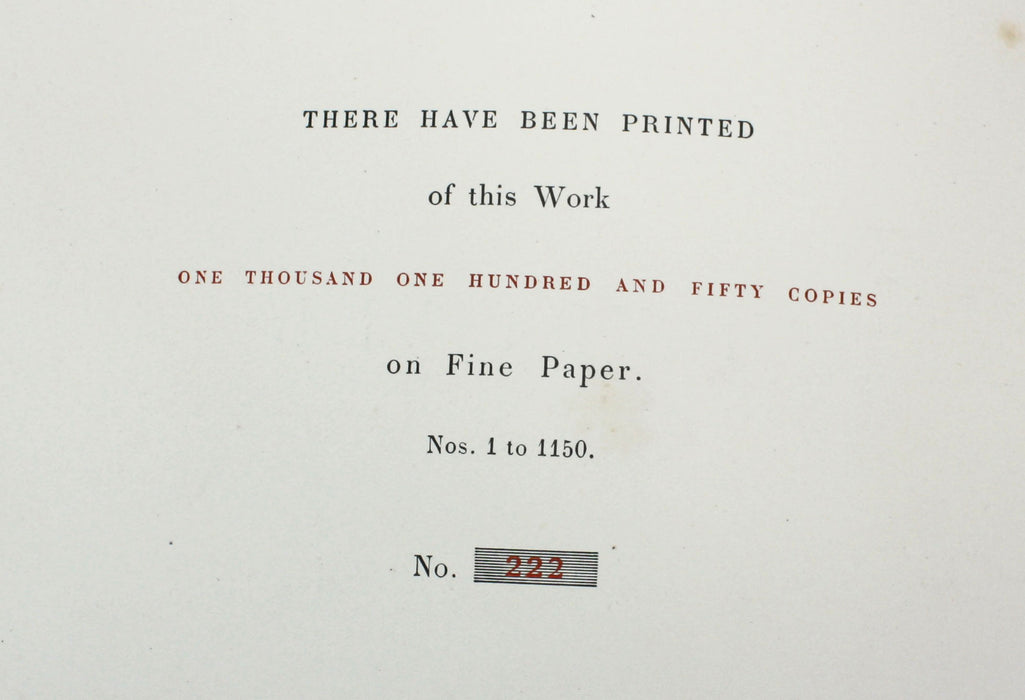 THERE HAVE BEEN PRINTED
of this Work
ONE THOUSAND ONE HUNDRED AND FIFTY COPIES
on Fine Paper.
Nos. 1 to 1150.
No. 222